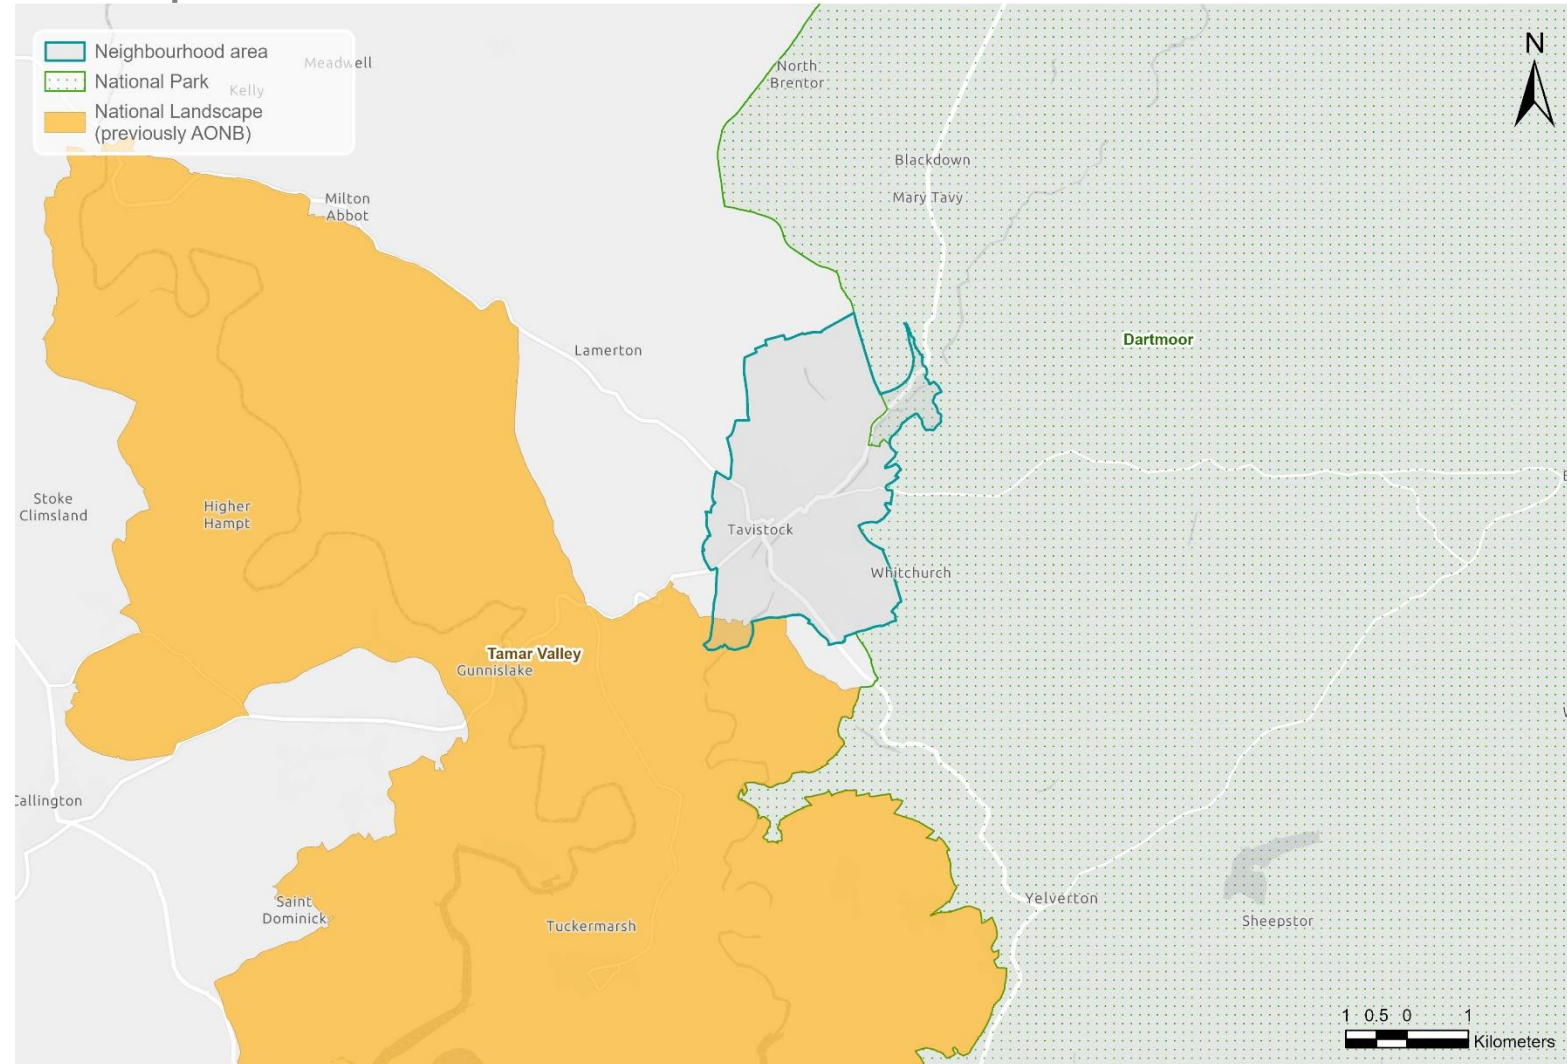 Neighbourhood area
National Park
National Landscape
(previously AONB)
Meadwell
Kelly
North
Brentor
N
Blackdown
Mary Tavy
Milton
Abbot
Dartmoor
Lamerton
Stoke
Climsland
Higher
Hampt
Tavistock
Whitchurch
Tamar Valley
Gunnislake
Callington
Saint
Dominick
Tuckermarsh
Yelverton
Sheepstor
1 0.5 0 1
Kilometers